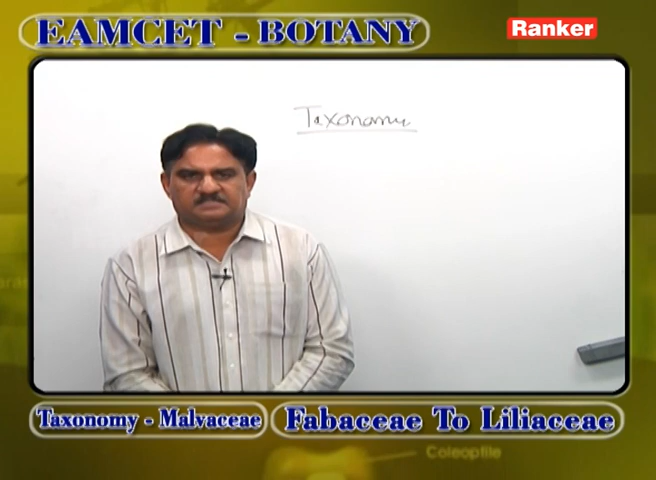 EAMCET - BOTANY
Ranker
Taxonomy
Taxonomy - Malvaceae
Fabaceae To Liliaceae
Coleoptile